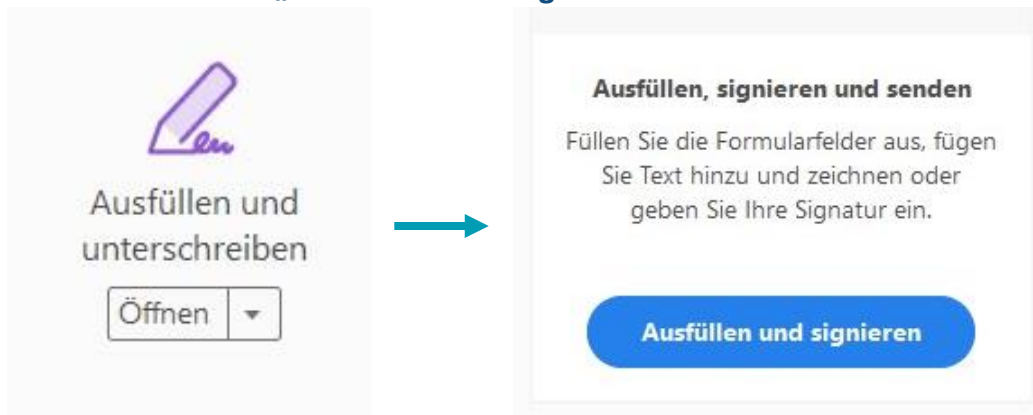 Ausfüllen und
unterschreiben
Öffnen
Ausfüllen, signieren und senden
Füllen Sie die Formularfelder aus, fügen
Sie Text hinzu und zeichnen oder
geben Sie Ihre Signatur ein.
Ausfüllen und signieren